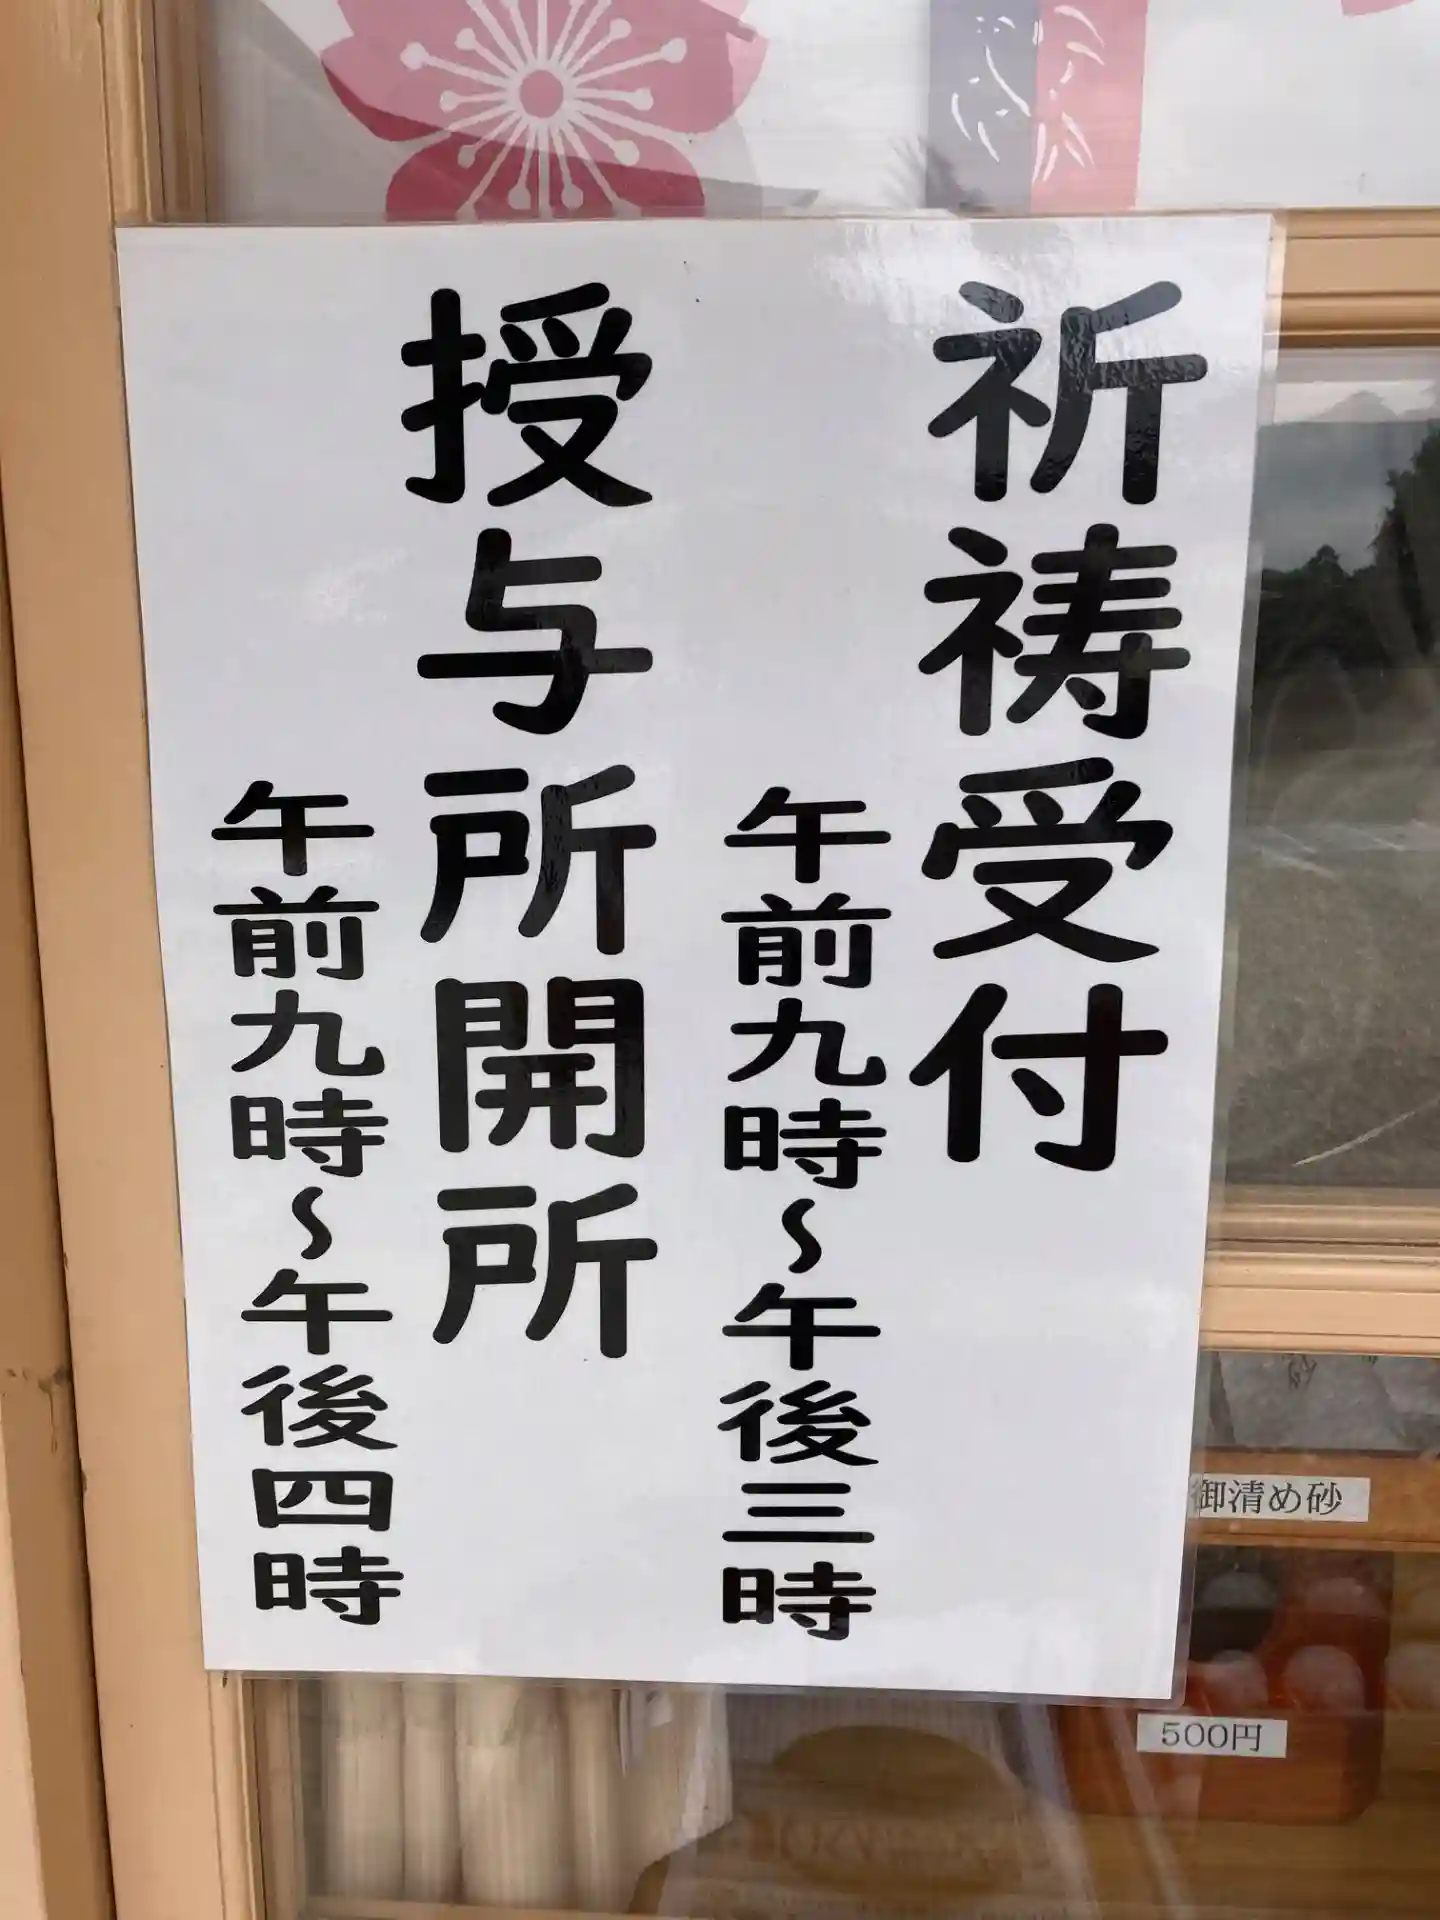 祈祷受付
午前九時〜午後三時
授与所開所
午前九時〜午後四時
御清め砂
500円